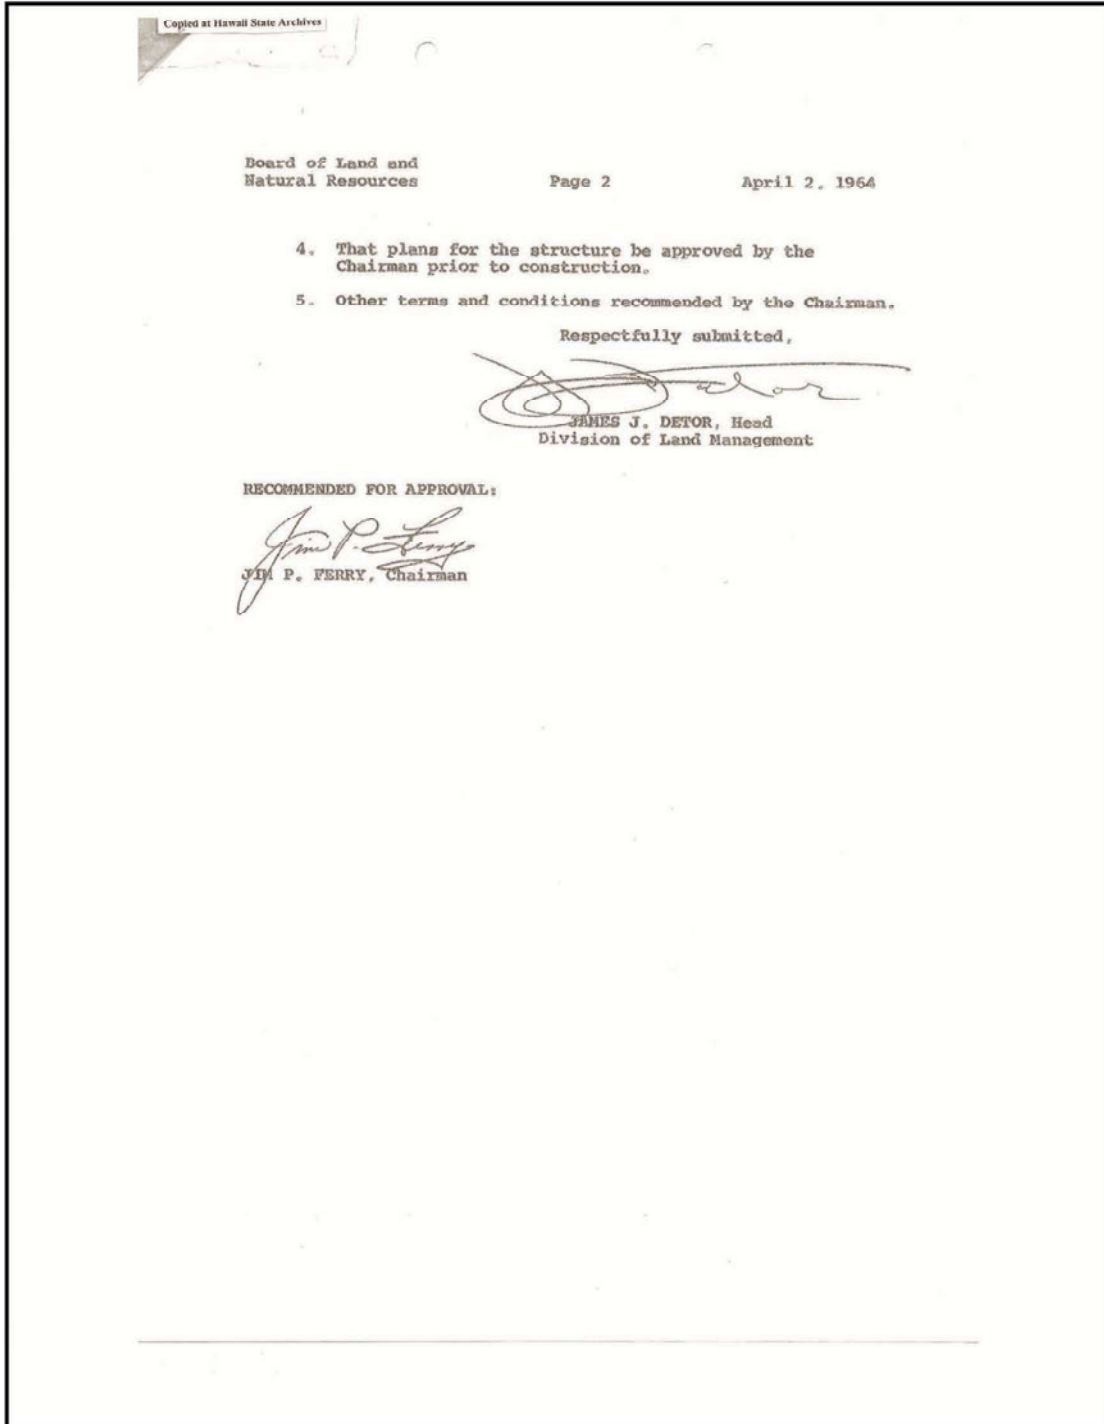 Copied at Hawaii State Archives
Board of Land and
Natural Resources Page 2 April 2, 1964
4. That plans for the structure be approved by the
Chairman prior to construction.
5. Other terms and conditions recommended by the Chairman.
Respectfully submitted,
JAMES J. DETOR, Head
Division of Land Management
RECOMMENDED FOR APPROVAL:
Jim P. Ferry
JIM P. FERRY, Chairman